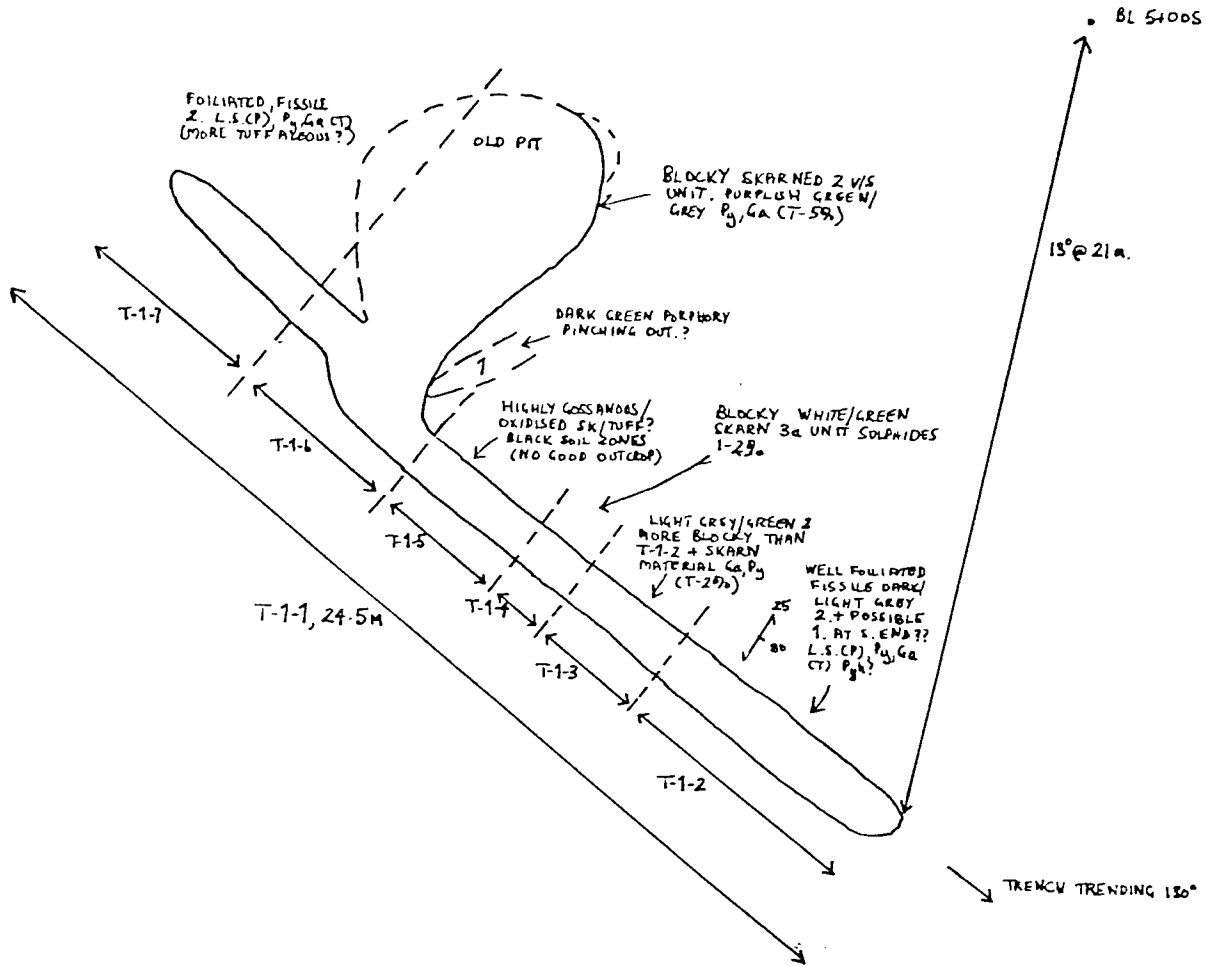 BL 5+00S
FOILIATED, FISSILE
2. L.S.(P), Py, Ga (T)
(MORE TUFFACEOUS?)
OLD PIT
BLOCKY SKARNED 2 V/S
UNIT. PURPLISH GREEN/
GREY Py, Ga (T-5%)
13° @ 21 m.
T-1-7
DARK GREEN PORPHORY
PINCHING OUT.?
1
HIGHLY GOSSANOUS/
OXIDISED SK/TUFF?
BLACK SOIL ZONES
(NO GOOD OUTCROP)
BLOCKY WHITE/GREEN
SKARN 3a UNIT SULPHIDES
1-2%
T-1-6
T-1-5
LIGHT GREY/GREEN 2
MORE BLOCKY THAN
T-1-2 + SKARN
MATERIAL Ga, Py
(T-2%)
WELL FOLIATED
FISSILE DARK/
LIGHT GREY
2. + POSSIBLE
1. AT S. END??
L.S.(P), Py, Ga
(T) Pyh?
25
80
T-1-4
T-1-1, 24.5M
T-1-3
T-1-2
TRENCH TRENDING 130°